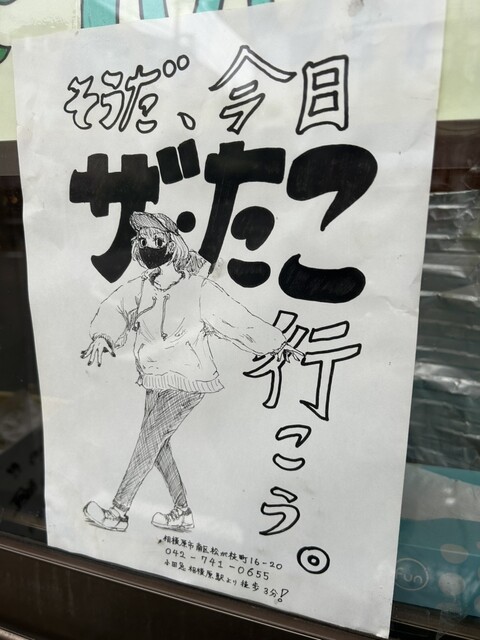 そうだ、今日
ザ・たこ
行こう。
相模原市南区松が枝町16-20
042-741-0655
小田急相模原駅より徒歩3分!